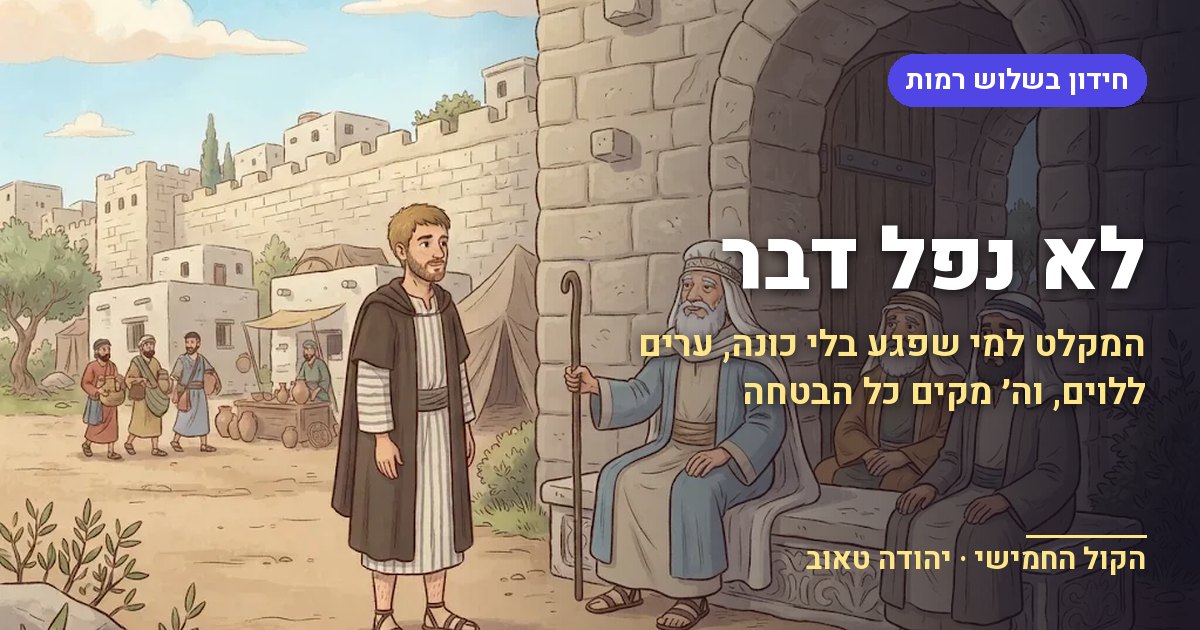 חידון בשלוש רמות
לא נפל דבר
המקלט למי שפגע בלי כונה, ערים
ללוים, וה׳ מקים כל הבטחה
הקול החמישי · יהודה טאוב